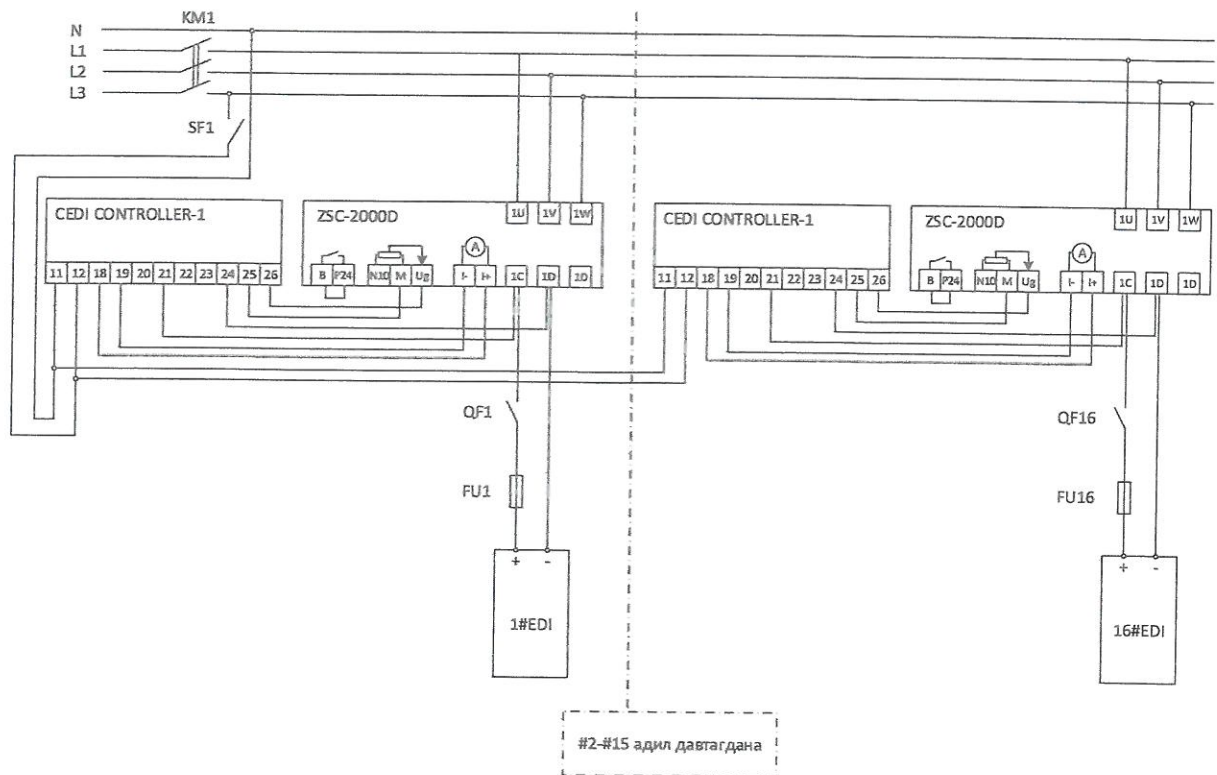 KM1
N
L1
L2
L3
SF1
CEDI CONTROLLER-1
11 12 18 19 20 21 22 23 24 25 26
ZSC-2000D
1U 1V 1W
A
B P24 N10 M Ug I- I+ 1C 1D 1D
CEDI CONTROLLER-1
11 12 18 19 20 21 22 23 24 25 26
ZSC-2000D
1U 1V 1W
A
B P24 N10 M Ug I- I+ 1C 1D 1D
QF1
FU1
+ -
1#EDI
QF16
FU16
+ -
16#EDI
#2-#15 адил давтагдана